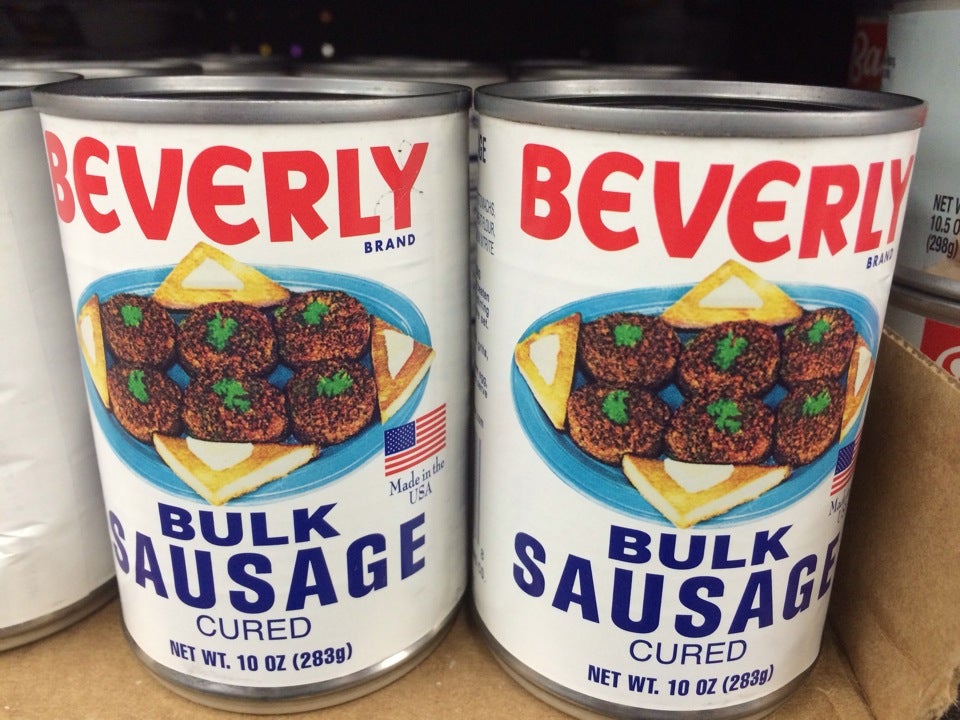 BEVERLY
BRAND
Made in the
USA
BULK
SAUSAGE
CURED
NET WT. 10 OZ (283g)
BEVERLY
BRAND
BULK
SAUSAGE
CURED
NET WT. 10 OZ (283g)
NET
10.5
(298g)